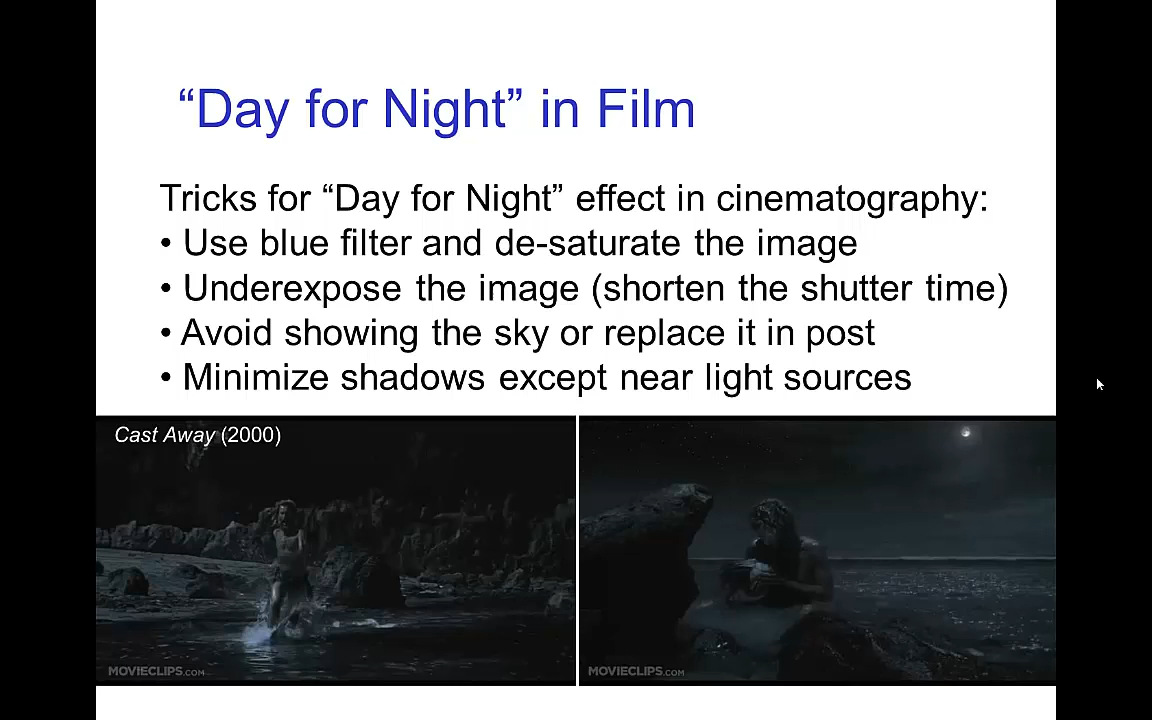 “Day for Night” in Film
Tricks for “Day for Night” effect in cinematography:
• Use blue filter and de-saturate the image
• Underexpose the image (shorten the shutter time)
• Avoid showing the sky or replace it in post
• Minimize shadows except near light sources
Cast Away (2000)
MOVIECLIPS.COM
MOVIECLIPS.COM